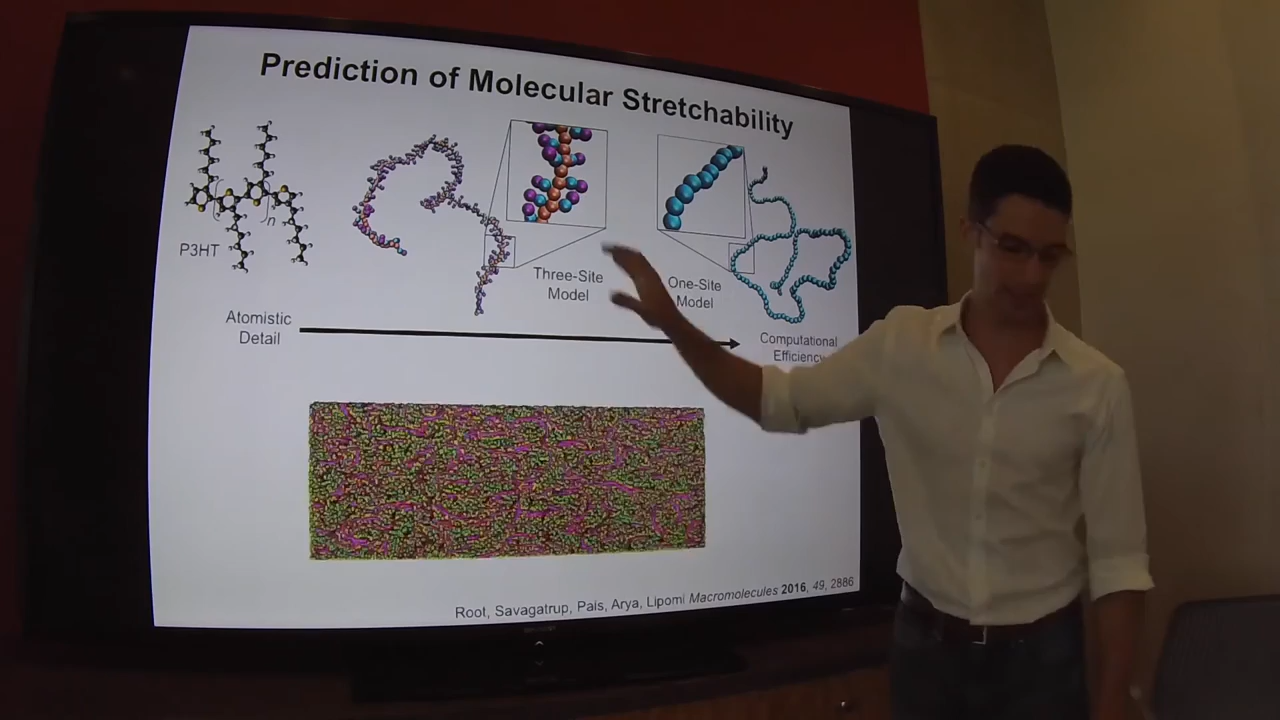 Prediction of Molecular Stretchability
n
P3HT
Three-Site
Model
One-Site
Model
Atomistic
Detail
Computational
Efficiency
Root, Savagatrup, Pais, Arya, Lipomi Macromolecules 2016, 49, 2886